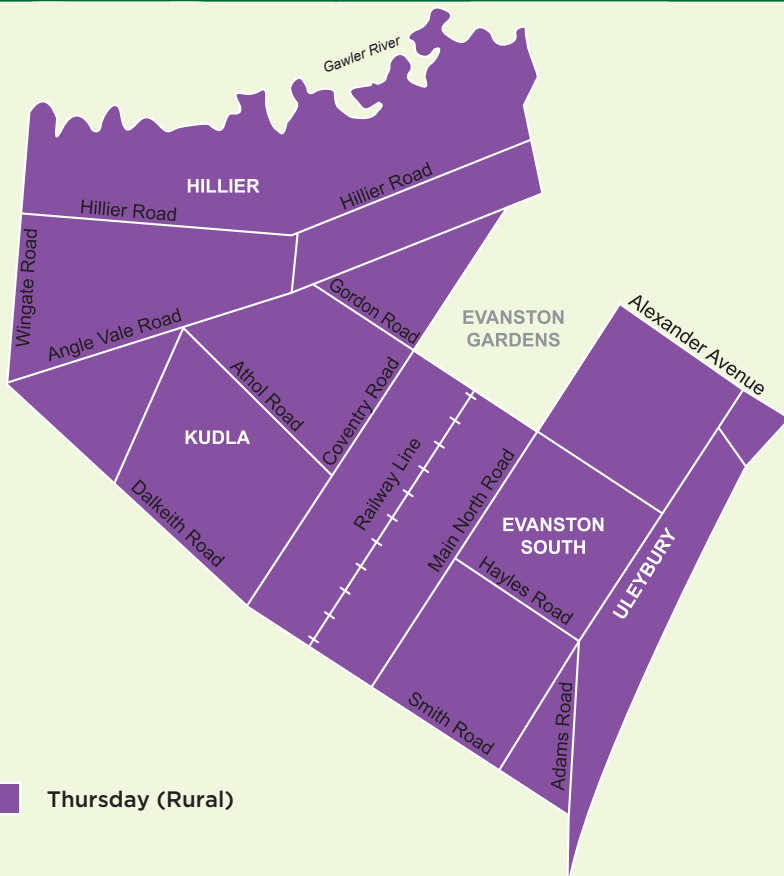 Gawler River
HILLIER
Hillier Road
Hillier Road
Wingate Road
Angle Vale Road
Gordon Road
EVANSTON
GARDENS
Alexander Avenue
Athol Road
Coventry Road
KUDLA
Railway Line
Main North Road
EVANSTON
SOUTH
Dalkeith Road
Hayles Road
ULEYBURY
Smith Road
Adams Road
Thursday (Rural)